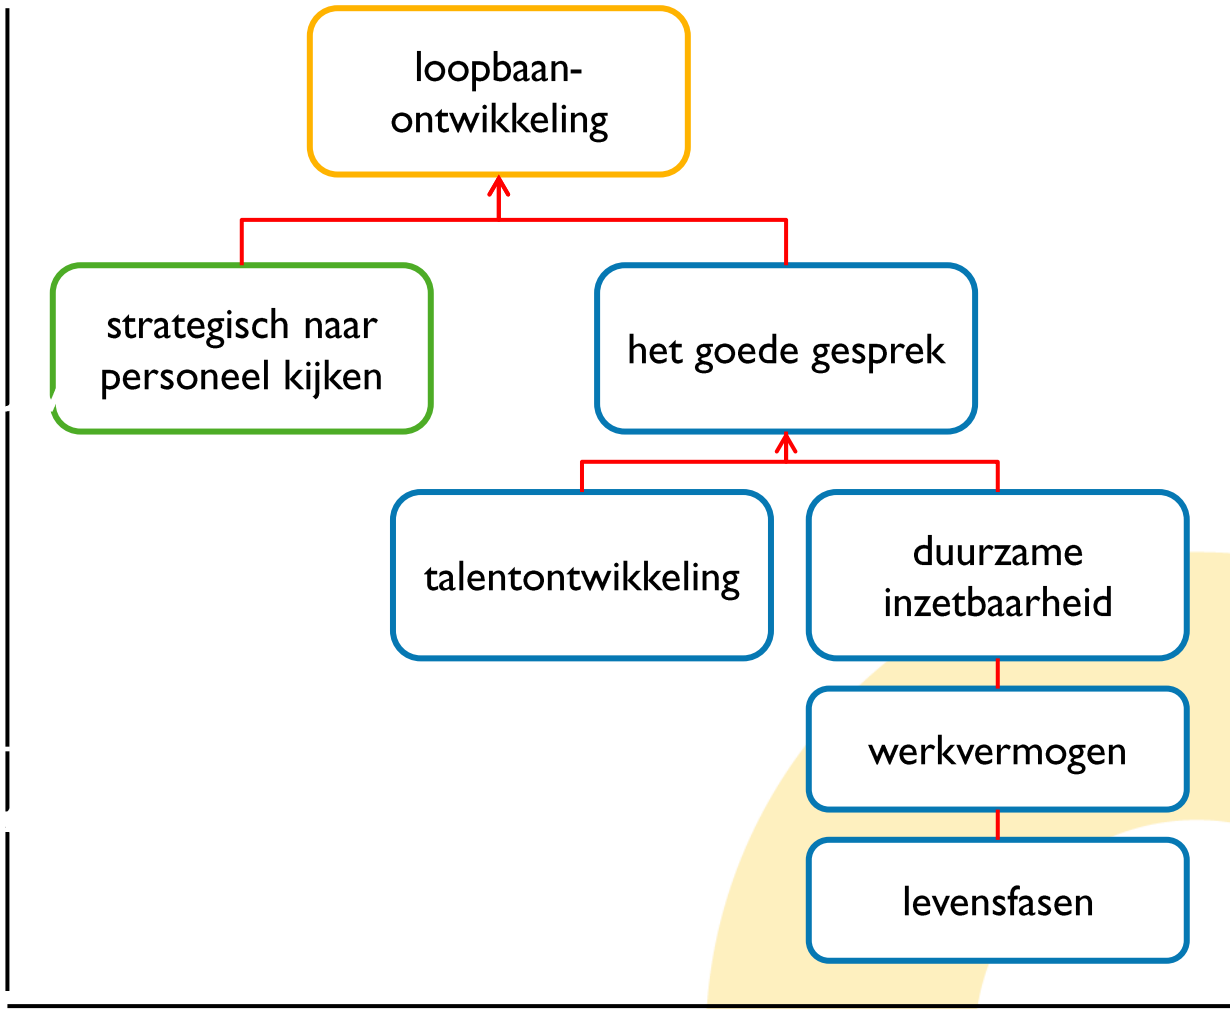 loopbaan-
ontwikkeling
strategisch naar
personeel kijken
het goede gesprek
talentontwikkeling
duurzame
inzetbaarheid
werkvermogen
levensfasen